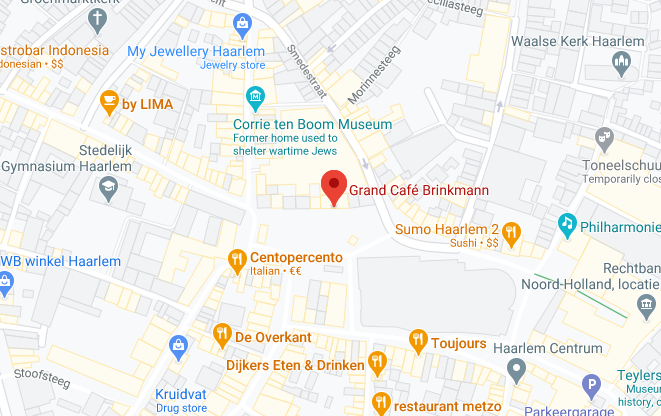 Groenmarktkerk
Ceciliasteeg
My Jewellery Haarlem
Jewelry store
Waalse Kerk Haarlem
strobar Indonesia
donesian • $$
Smedestraat
Morinnesteeg
by LIMA
Corrie ten Boom Museum
Former home used to
shelter wartime Jews
Stedelijk
Gymnasium Haarlem
Toneelschuu
Temporarily clos
Grand Café Brinkmann
Sumo Haarlem 2
Sushi • $$
Philharmonie
Centopercento
Italian • €€
WB winkel Haarlem
Rechtban
Noord-Holland, locatie
De Overkant
Toujours
Haarlem Centrum
Dijkers Eten & Drinken
Stoofsteeg
Teylers
Museum
history, c
Kruidvat
Drug store
restaurant metzo
Parkeergarage